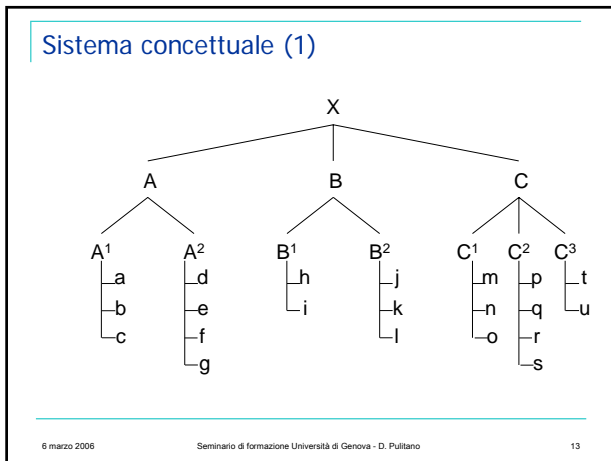 Sistema concettuale (1)
X
A B C
A¹ A² B¹ B² C¹ C² C³
a d h j m p t
b e i k n q u
c f l o r
g s
6 marzo 2006 Seminario di formazione Università di Genova - D. Pulitano 13